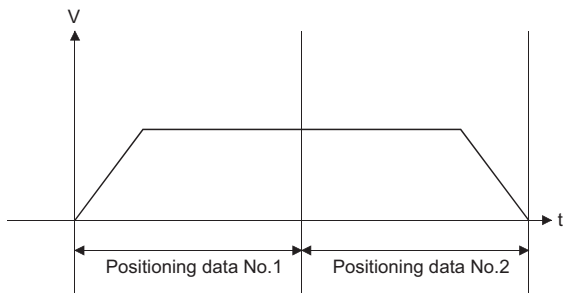 V
t
Positioning data No.1
Positioning data No.2